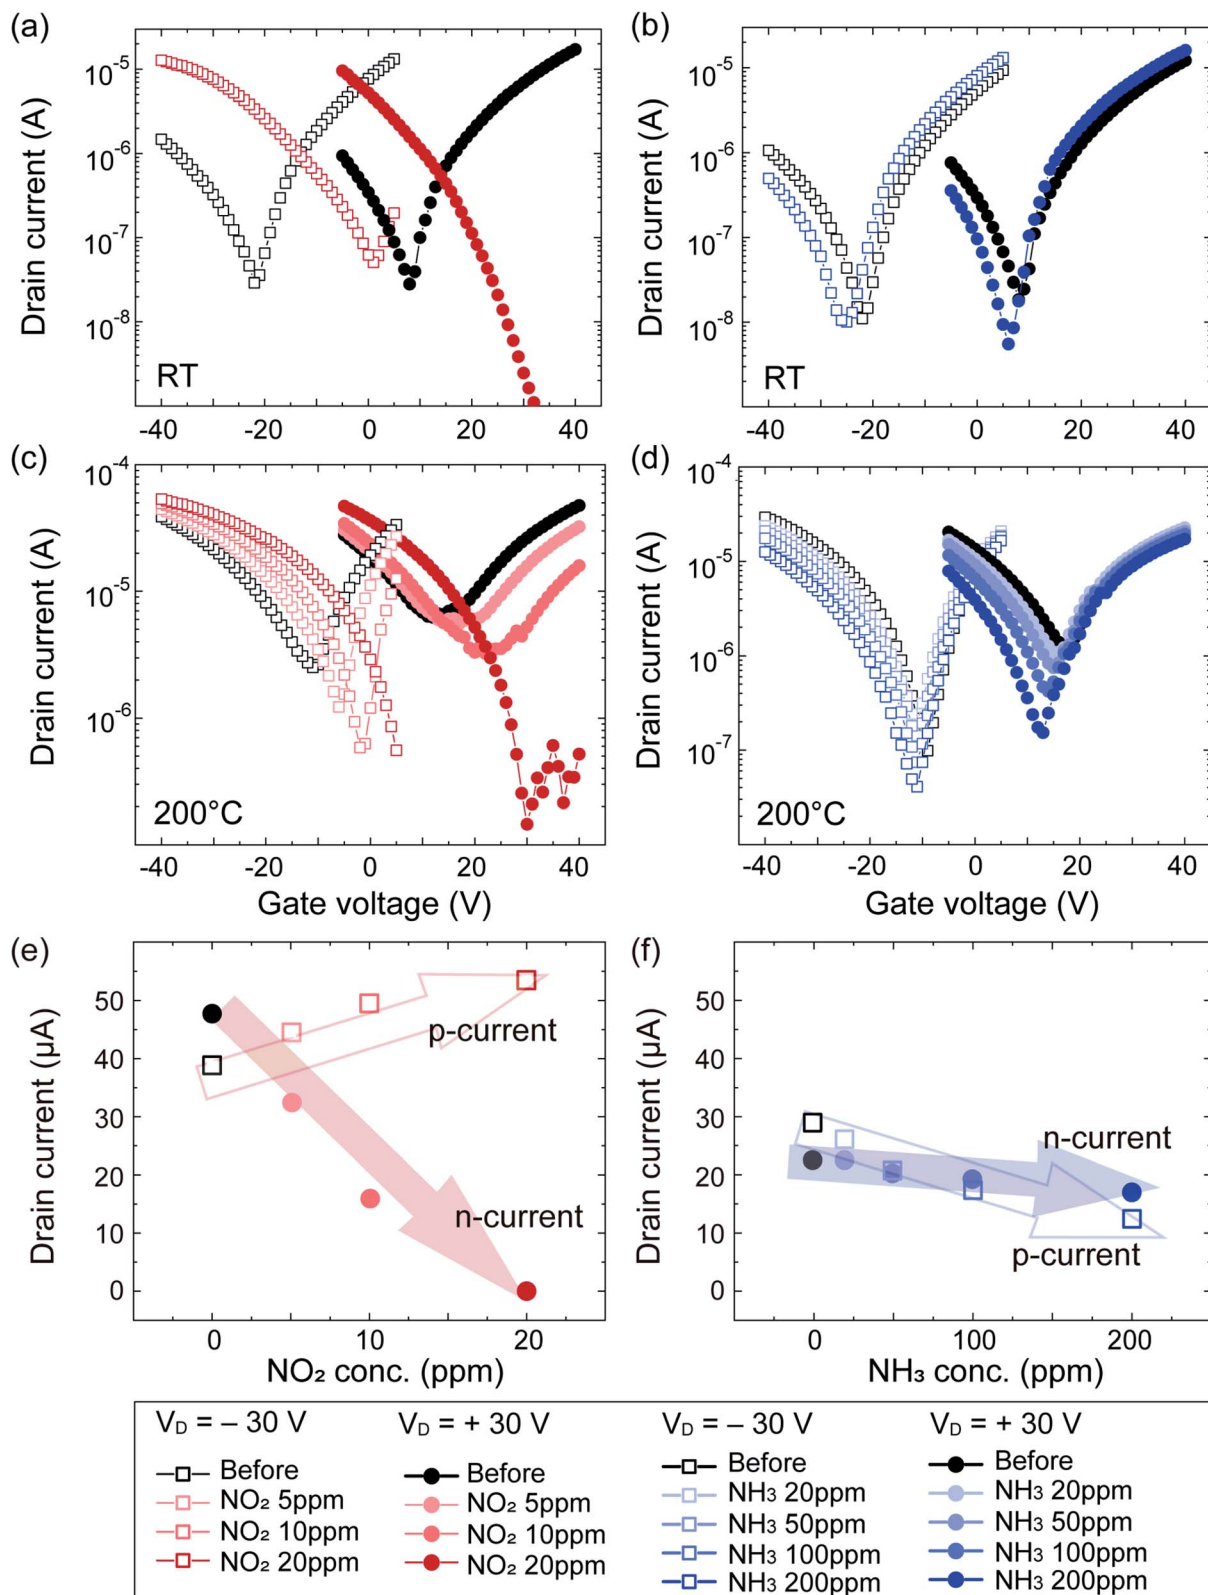 (a)
Drain current (A)
10⁻⁵
10⁻⁶
10⁻⁷
10⁻⁸
RT
-40 -20 0 20 40
(b)
Drain current (A)
10⁻⁵
10⁻⁶
10⁻⁷
10⁻⁸
RT
-40 -20 0 20 40
(c)
Drain current (A)
10⁻⁴
10⁻⁵
10⁻⁶
200°C
-40 -20 0 20 40
Gate voltage (V)
(d)
Drain current (A)
10⁻⁴
10⁻⁵
10⁻⁶
10⁻⁷
200°C
-40 -20 0 20 40
Gate voltage (V)
(e)
Drain current (μA)
50
40
30
20
10
0
p-current
n-current
0 10 20
NO₂ conc. (ppm)
(f)
Drain current (μA)
50
40
30
20
10
0
n-current
p-current
0 100 200
NH₃ conc. (ppm)
V_D = – 30 V
Before
NO₂ 5ppm
NO₂ 10ppm
NO₂ 20ppm
V_D = + 30 V
Before
NO₂ 5ppm
NO₂ 10ppm
NO₂ 20ppm
V_D = – 30 V
Before
NH₃ 20ppm
NH₃ 50ppm
NH₃ 100ppm
NH₃ 200ppm
V_D = + 30 V
Before
NH₃ 20ppm
NH₃ 50ppm
NH₃ 100ppm
NH₃ 200ppm